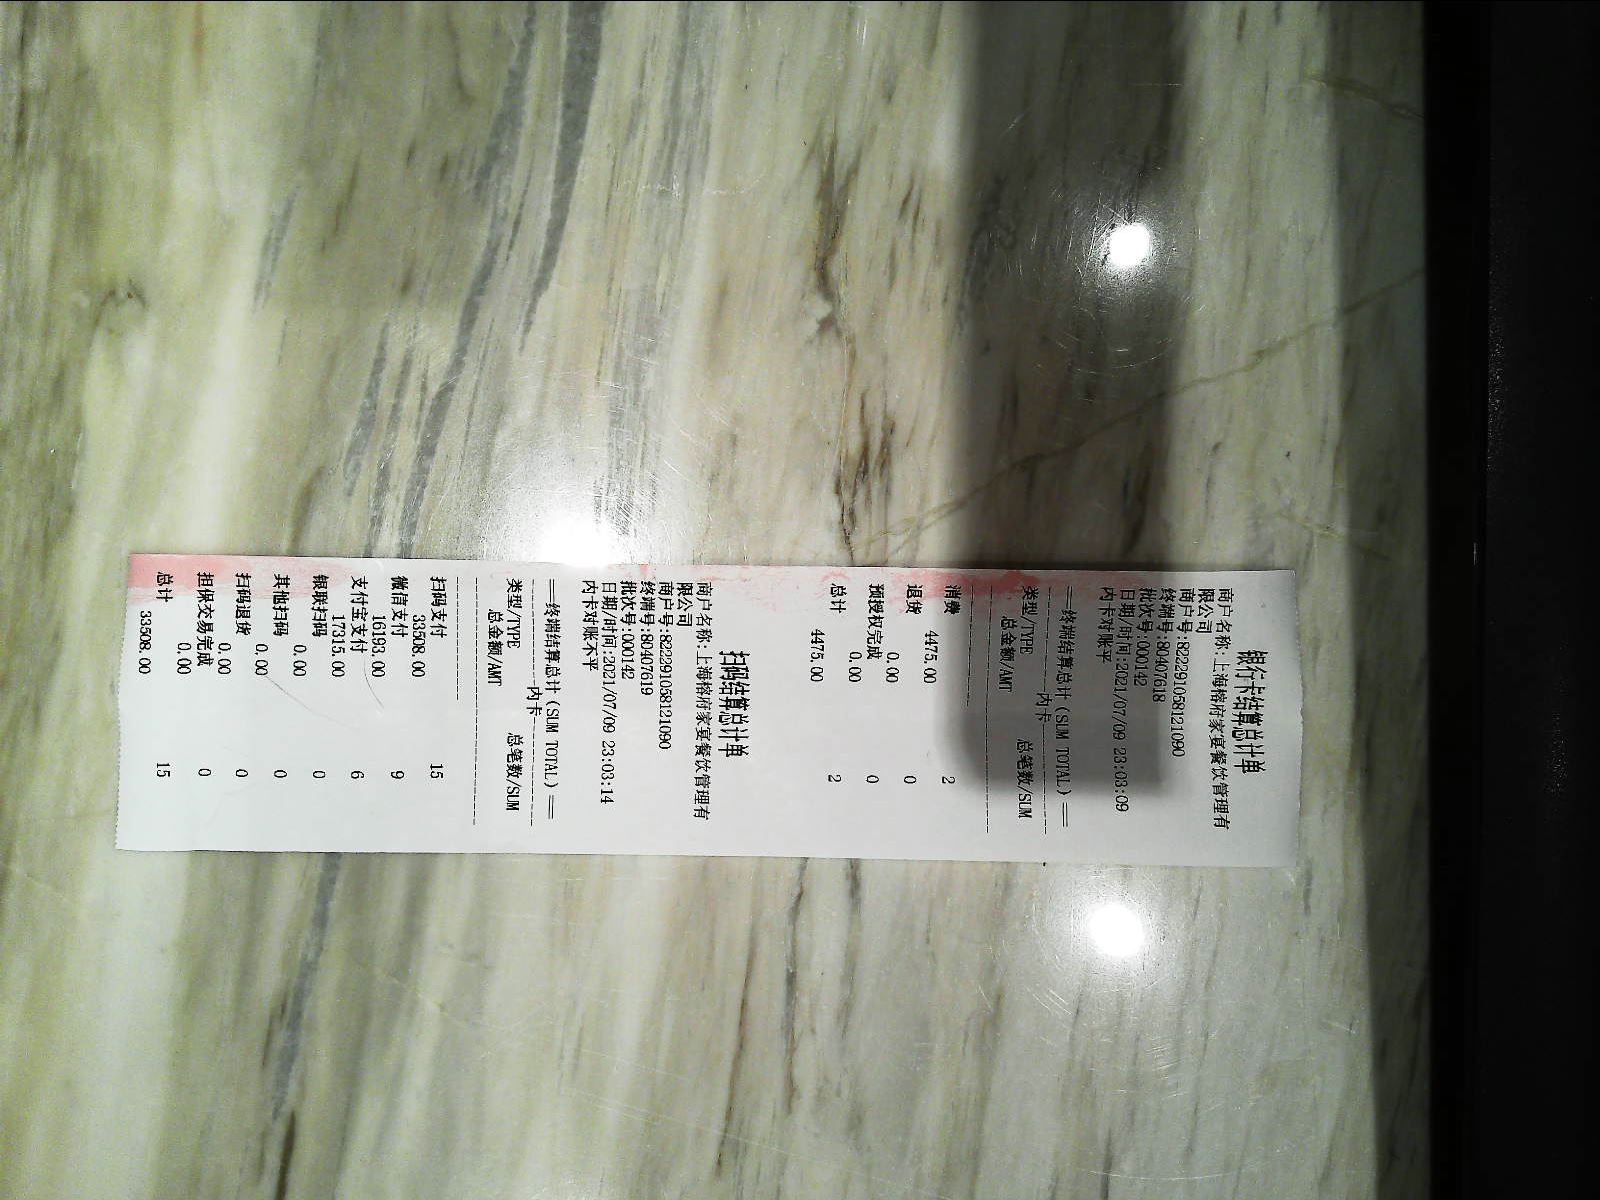 银行卡结算总计单
商户名称:上海榕府家宴餐饮管理有
限公司
商户号:822291058121090
终端号:80407618
批次号:000142
日期/时间:2021/07/09 23:03:09
内卡对账平
==终端结算总计(SUM TOTAL)==
内卡
类型/TYPE 总笔数/SUM
总金额/AMT
消费 2
4475.00
退货 0
0.00
预授权完成 0
0.00
总计 2
4475.00
扫码结算总计单
商户名称:上海榕府家宴餐饮管理有
限公司
商户号:822291058121090
终端号:80407619
批次号:000142
日期/时间:2021/07/09 23:03:14
内卡对账不平
==终端结算总计(SUM TOTAL)==
内卡
类型/TYPE 总笔数/SUM
总金额/AMT
扫码支付 15
33508.00
微信支付 9
16193.00
支付宝支付 6
17315.00
银联扫码 0
0.00
其他扫码 0
0.00
扫码退货 0
0.00
担保交易完成 0
0.00
总计 15
33508.00